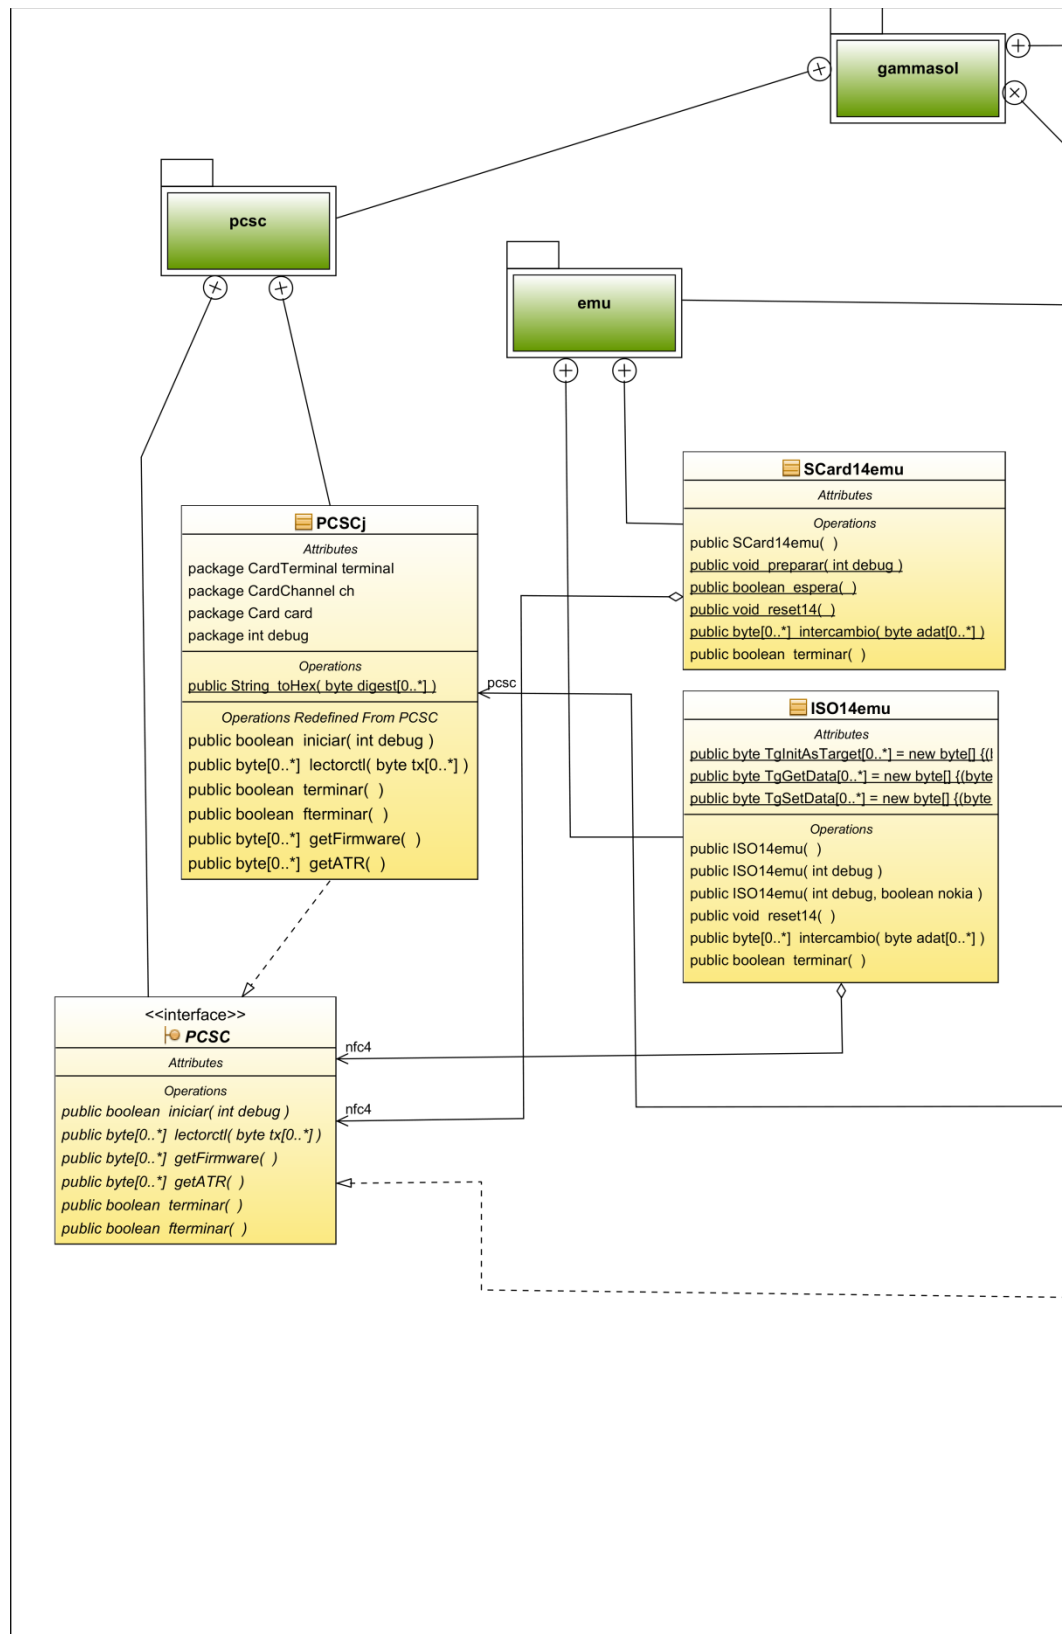 gammasol
pcsc
emu
SCard14emu
Attributes
Operations
public SCard14emu( )
public void preparar( int debug )
public boolean espera( )
public void reset14( )
public byte[0..*] intercambio( byte adat[0..*] )
public boolean terminar( )
PCSCj
Attributes
package CardTerminal terminal
package CardChannel ch
package Card card
package int debug
Operations
public String toHex( byte digest[0..*] )
Operations Redefined From PCSC
public boolean iniciar( int debug )
public byte[0..*] lectorctl( byte tx[0..*] )
public boolean terminar( )
public boolean fterminar( )
public byte[0..*] getFirmware( )
public byte[0..*] getATR( )
pcsc
ISO14emu
Attributes
public byte TgInitAsTarget[0..*] = new byte[] {(b
public byte TgGetData[0..*] = new byte[] {(byte
public byte TgSetData[0..*] = new byte[] {(byte
Operations
public ISO14emu( )
public ISO14emu( int debug )
public ISO14emu( int debug, boolean nokia )
public void reset14( )
public byte[0..*] intercambio( byte adat[0..*] )
public boolean terminar( )
<<interface>>
PCSC
Attributes
Operations
public boolean iniciar( int debug )
public byte[0..*] lectorctl( byte tx[0..*] )
public byte[0..*] getFirmware( )
public byte[0..*] getATR( )
public boolean terminar( )
public boolean fterminar( )
nfc4
nfc4